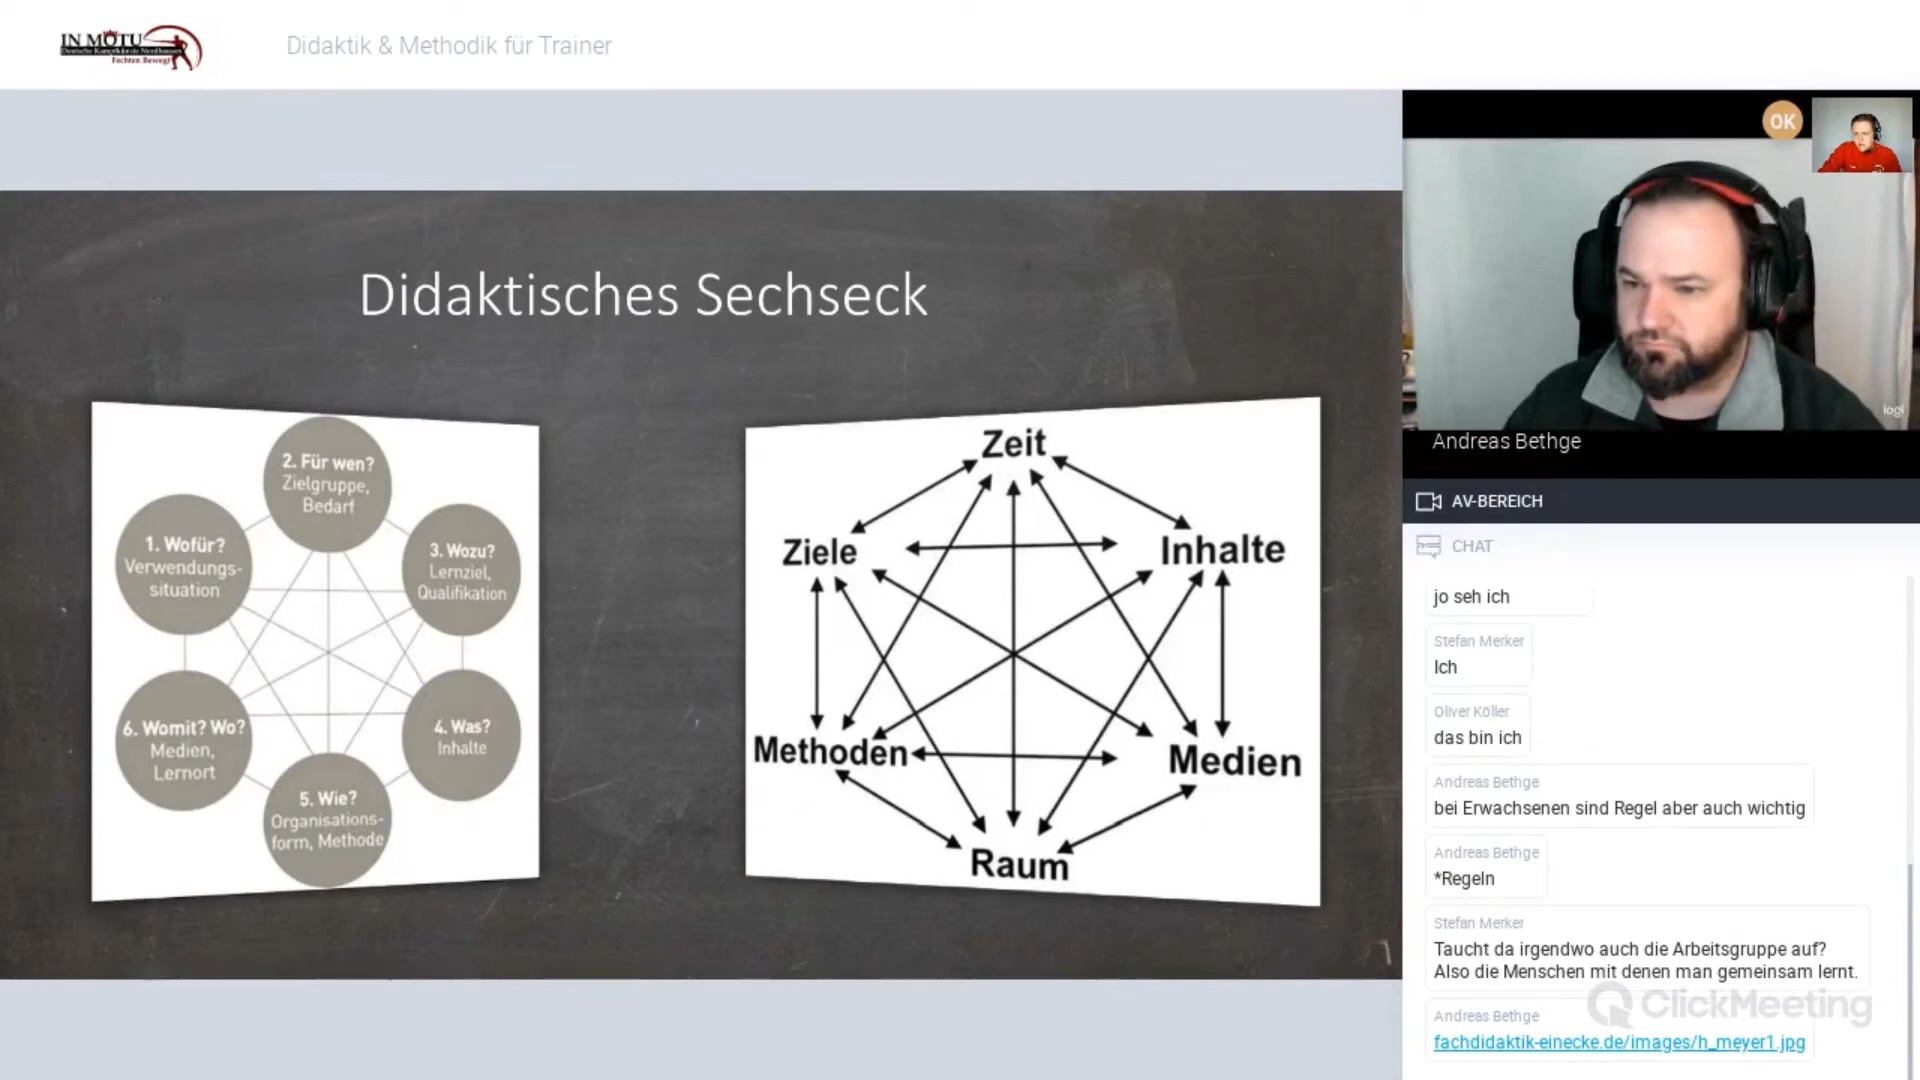 IN MOTU
Fechten Bewegt
Didaktik & Methodik für Trainer
Didaktisches Sechseck
2. Für wen?
Zielgruppe,
Bedarf
1. Wofür?
Verwendungs-
situation
3. Wozu?
Lernziel,
Qualifikation
6. Womit? Wo?
Medien,
Lernort
4. Was?
Inhalte
5. Wie?
Organisations-
form, Methode
Zeit
Ziele
Inhalte
Methoden
Medien
Raum
OK
logi
Andreas Bethge
AV-BEREICH
CHAT
jo seh ich
Stefan Merker
Ich
Oliver Köller
das bin ich
Andreas Bethge
bei Erwachsenen sind Regel aber auch wichtig
Andreas Bethge
*Regeln
Stefan Merker
Taucht da irgendwo auch die Arbeitsgruppe auf?
Also die Menschen mit denen man gemeinsam lernt.
ClickMeeting
Andreas Bethge
fachdidaktik-einecke.de/images/h_meyer1.jpg